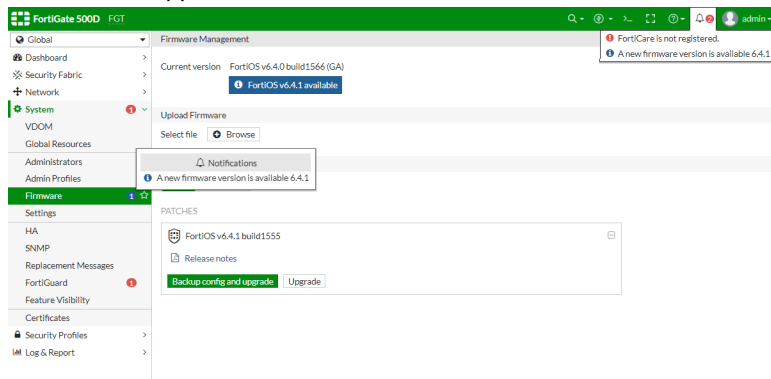 FortiGate 500D FGT
admin
Global
Dashboard
Security Fabric
Network
System 1
VDOM
Global Resources
Administrators
Admin Profiles
Firmware 1
Settings
HA
SNMP
Replacement Messages
FortiGuard 1
Feature Visibility
Certificates
Security Profiles
Log & Report
Firmware Management
Current version FortiOS v6.4.0 build1566 (GA)
FortiOS v6.4.1 available
Upload Firmware
Select file Browse
Notifications
A new firmware version is available 6.4.1
PATCHES
FortiOS v6.4.1 build1555
Release notes
Backup config and upgrade Upgrade
2
FortiCare is not registered.
A new firmware version is available 6.4.1